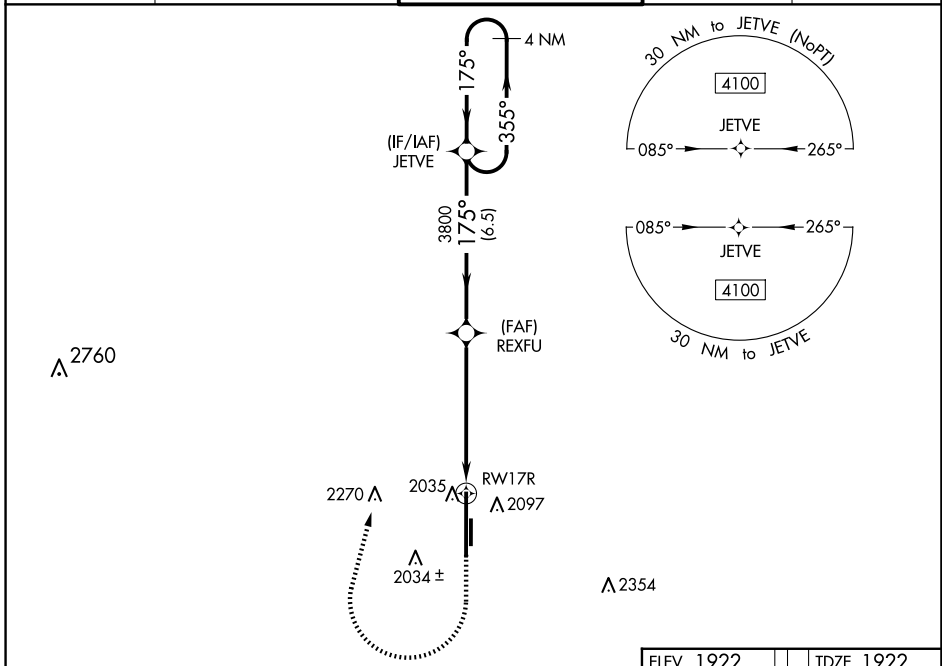 4 NM
175°
355°
(IF/IAF)
JETVE
3800
175°
(6.5)
(FAF)
REXFU
2760
RW17R
2270
2035
2097
2034 ±
2354
30 NM to JETVE (NoPT)
4100
JETVE
085°
265°
085°
265°
JETVE
4100
30 NM to JETVE
ELEV 1922
TDZE 1922